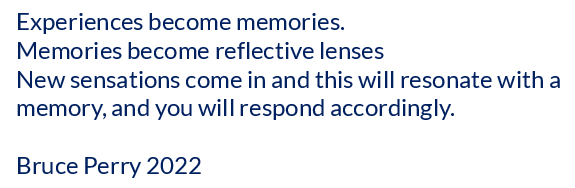 Experiences become memories.
Memories become reflective lenses
New sensations come in and this will resonate with a
memory, and you will respond accordingly.
Bruce Perry 2022